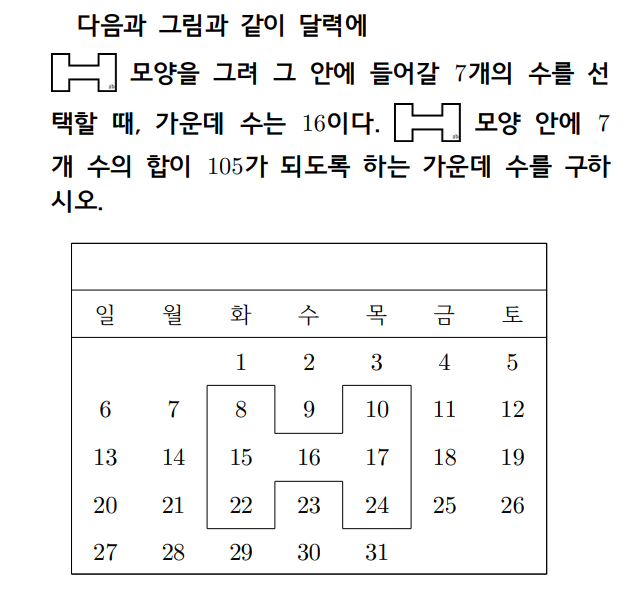 다음과 그림과 같이 달력에
모양을 그려 그 안에 들어갈 7개의 수를 선
택할 때, 가운데 수는 16이다. 모양 안에 7
개 수의 합이 105가 되도록 하는 가운데 수를 구하
시오.
일 월 화 수 목 금 토
1 2 3 4 5
6 7 8 9 10 11 12
13 14 15 16 17 18 19
20 21 22 23 24 25 26
27 28 29 30 31